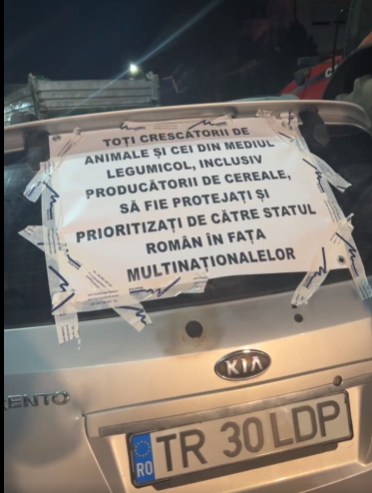 TOȚI CRESCĂTORII DE
ANIMALE ȘI CEI DIN MEDIUL
LEGUMICOL, INCLUSIV
PRODUCĂTORII DE CEREALE,
SĂ FIE PROTEJAȚI ȘI
PRIORITIZAȚI DE CĂTRE STATUL
ROMÂN ÎN FAȚA
MULTINAȚIONALELOR
KIA
RENTO
RO TR 30 LDP